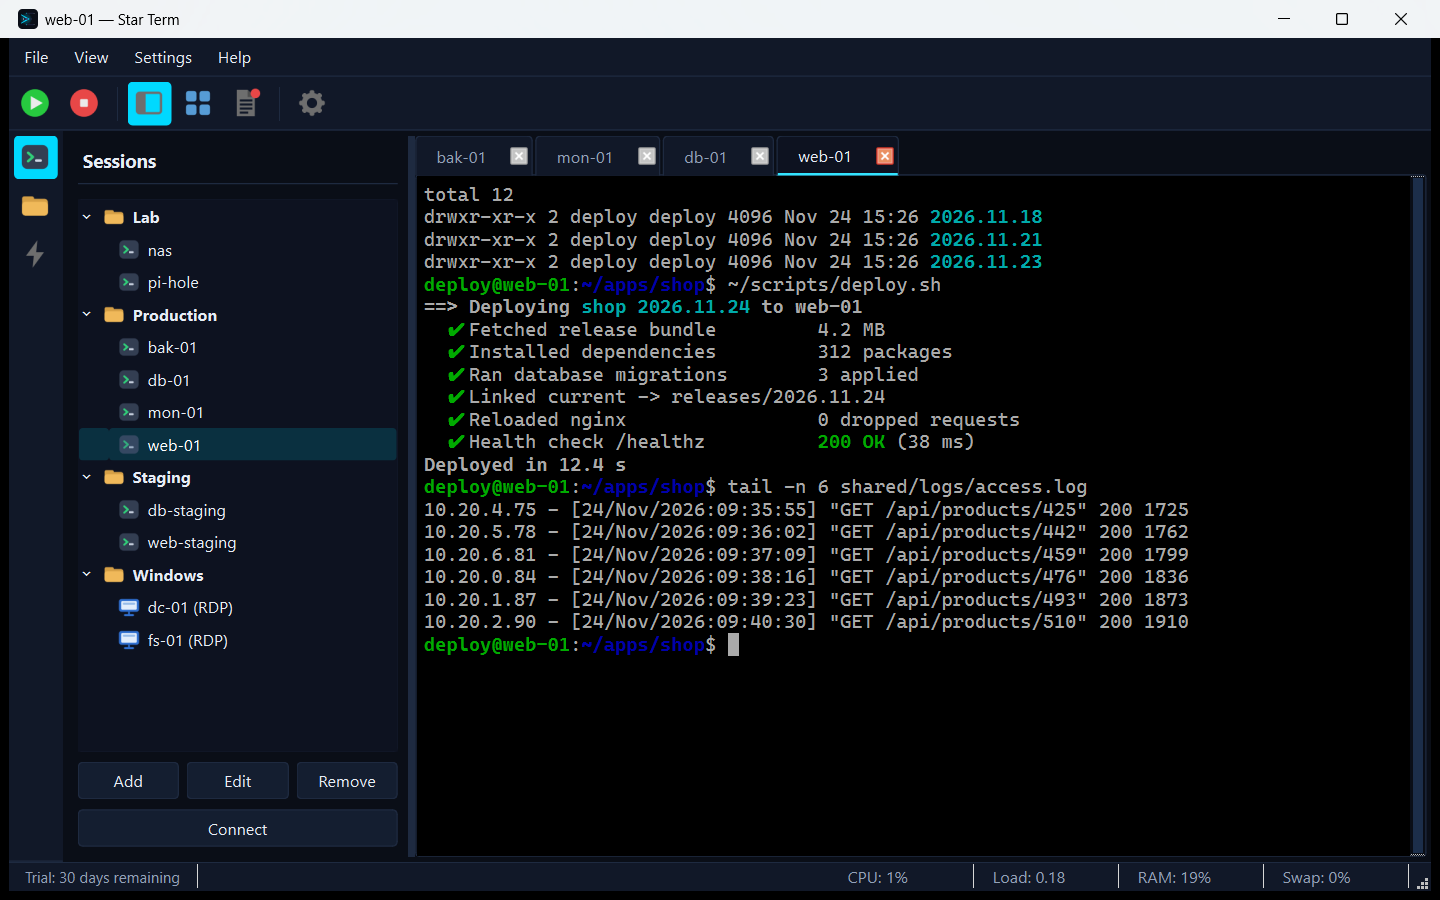 web-01 — Star Term
File View Settings Help
Sessions
Lab
nas
pi-hole
Production
bak-01
db-01
mon-01
web-01
Staging
db-staging
web-staging
Windows
dc-01 (RDP)
fs-01 (RDP)
Add Edit Remove
Connect
bak-01 mon-01 db-01 web-01
total 12
drwxr-xr-x 2 deploy deploy 4096 Nov 24 15:26 2026.11.18
drwxr-xr-x 2 deploy deploy 4096 Nov 24 15:26 2026.11.21
drwxr-xr-x 2 deploy deploy 4096 Nov 24 15:26 2026.11.23
deploy@web-01:~/apps/shop$ ~/scripts/deploy.sh
==> Deploying shop 2026.11.24 to web-01
✔ Fetched release bundle 4.2 MB
✔ Installed dependencies 312 packages
✔ Ran database migrations 3 applied
✔ Linked current -> releases/2026.11.24
✔ Reloaded nginx 0 dropped requests
✔ Health check /healthz 200 OK (38 ms)
Deployed in 12.4 s
deploy@web-01:~/apps/shop$ tail -n 6 shared/logs/access.log
10.20.4.75 - [24/Nov/2026:09:35:55] "GET /api/products/425" 200 1725
10.20.5.78 - [24/Nov/2026:09:36:02] "GET /api/products/442" 200 1762
10.20.6.81 - [24/Nov/2026:09:37:09] "GET /api/products/459" 200 1799
10.20.0.84 - [24/Nov/2026:09:38:16] "GET /api/products/476" 200 1836
10.20.1.87 - [24/Nov/2026:09:39:23] "GET /api/products/493" 200 1873
10.20.2.90 - [24/Nov/2026:09:40:30] "GET /api/products/510" 200 1910
deploy@web-01:~/apps/shop$
Trial: 30 days remaining CPU: 1% Load: 0.18 RAM: 19% Swap: 0%